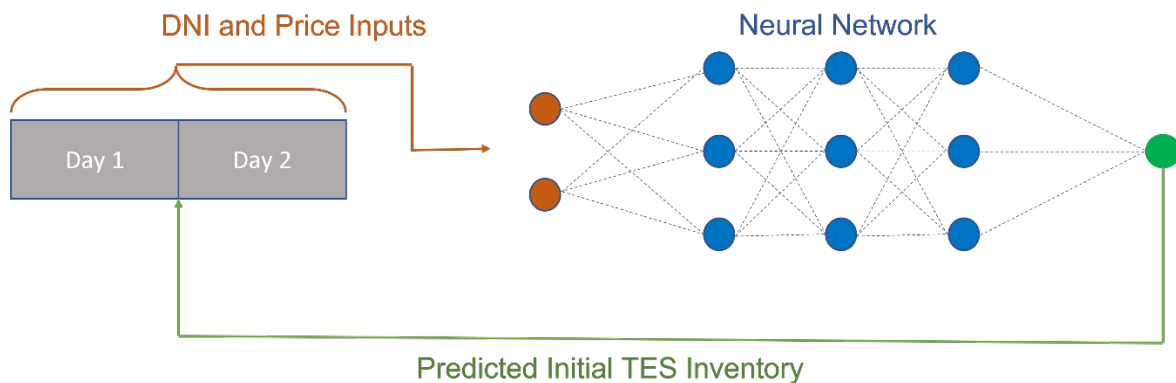 DNI and Price Inputs
Neural Network
Day 1
Day 2
Predicted Initial TES Inventory